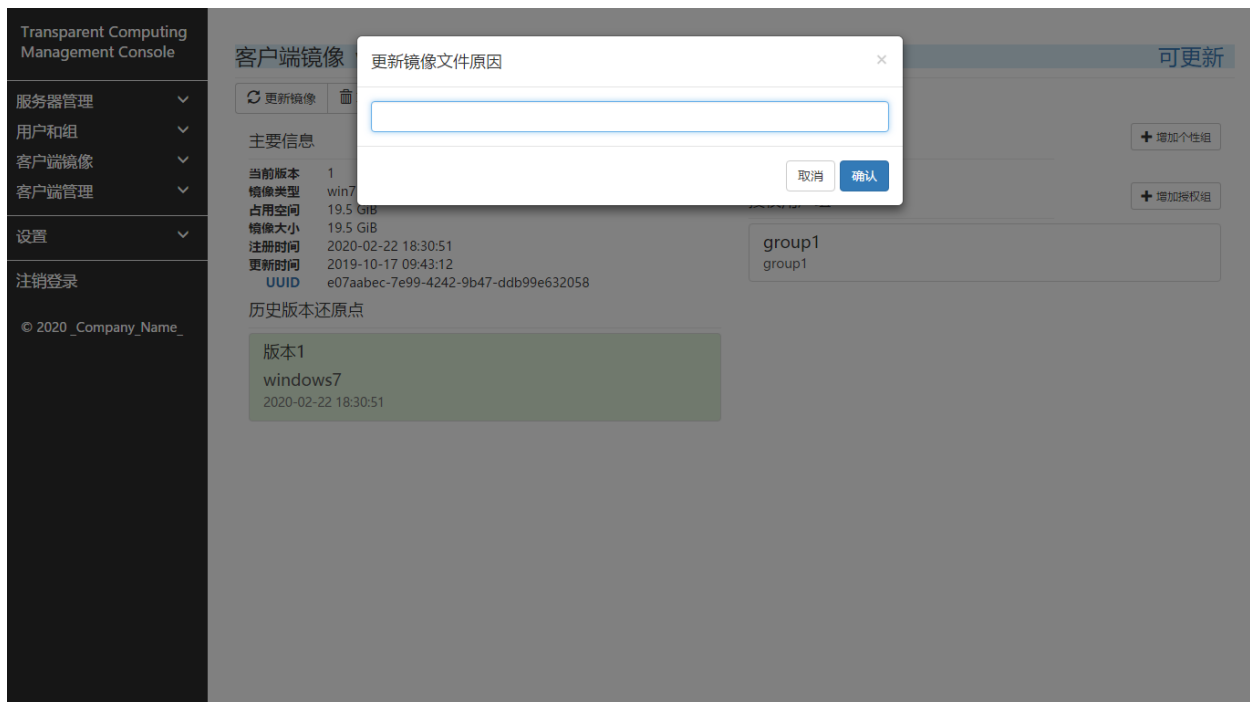 Transparent Computing
Management Console
服务器管理
用户和组
客户端镜像
客户端管理
设置
注销登录
© 2020 _Company_Name_
客户端镜像
可更新
更新镜像文件原因
×
取消
确认
更新镜像
主要信息
当前版本 1
镜像类型 win7
占用空间 19.5 GiB
镜像大小 19.5 GiB
注册时间 2020-02-22 18:30:51
更新时间 2019-10-17 09:43:12
UUID e07aabec-7e99-4242-9b47-ddb99e632058
历史版本还原点
版本1
windows7
2020-02-22 18:30:51
增加个性组
增加授权组
group1
group1